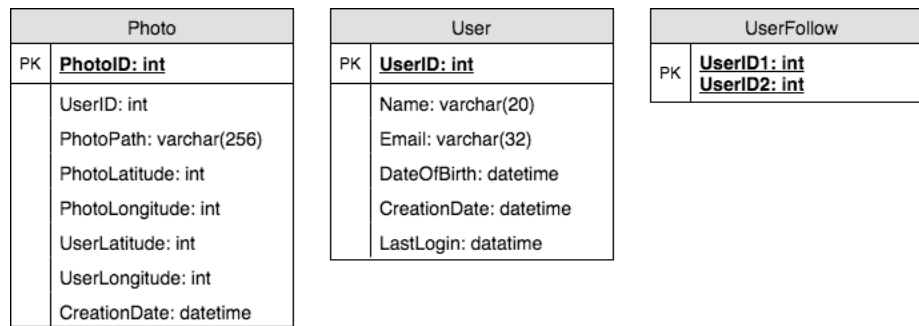 Photo
PK PhotoID: int
UserID: int
PhotoPath: varchar(256)
PhotoLatitude: int
PhotoLongitude: int
UserLatitude: int
UserLongitude: int
CreationDate: datetime
User
PK UserID: int
Name: varchar(20)
Email: varchar(32)
DateOfBirth: datetime
CreationDate: datetime
LastLogin: datatime
UserFollow
PK UserID1: int
UserID2: int